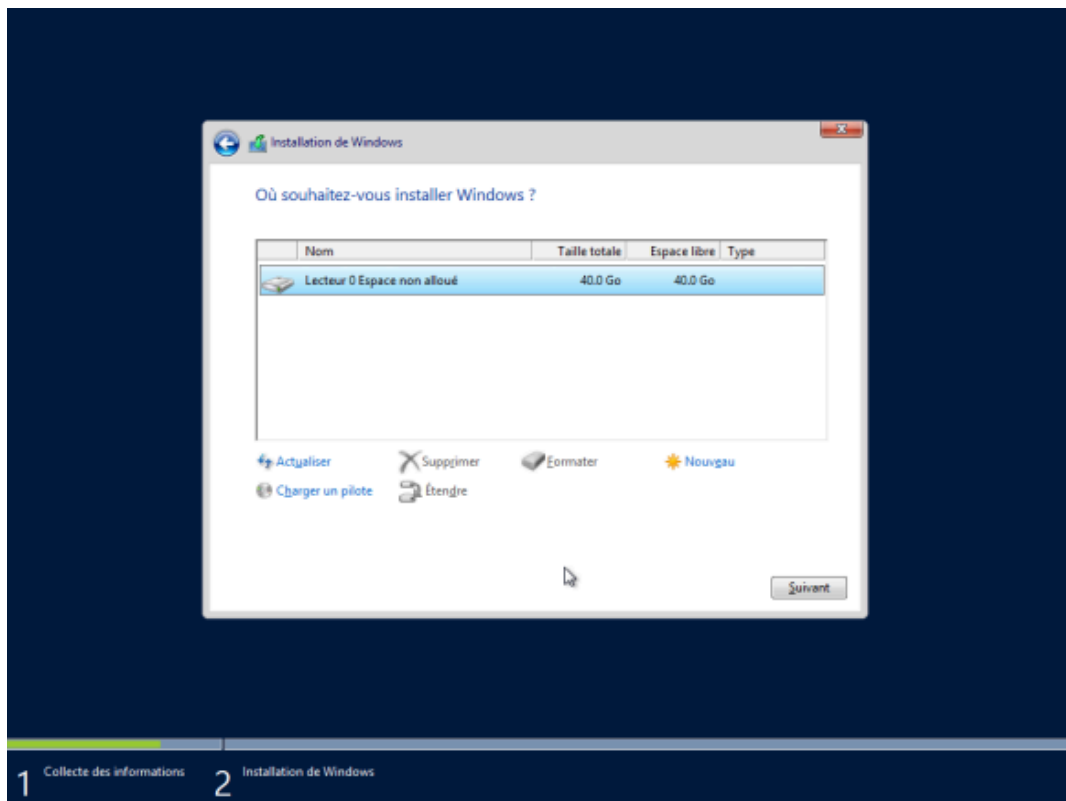 Installation de Windows
Où souhaitez-vous installer Windows ?
Nom Taille totale Espace libre Type
Lecteur 0 Espace non alloué 40.0 Go 40.0 Go
Actualiser Supprimer Formater Nouveau
Charger un pilote Étendre
Suivant
1 Collecte des informations 2 Installation de Windows